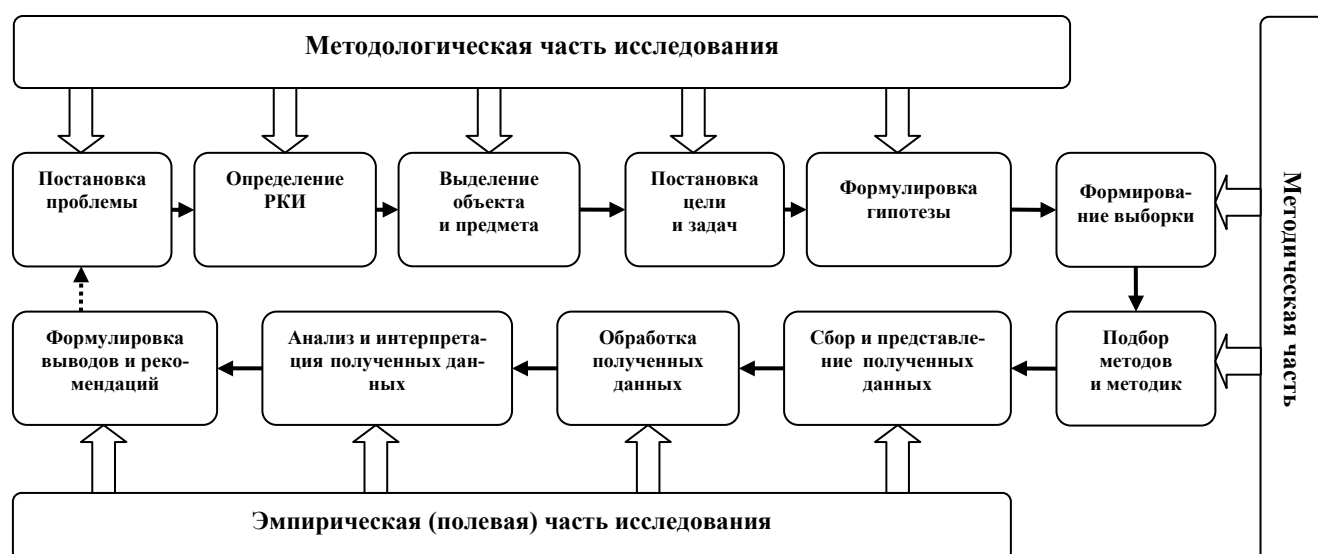 Методологическая часть исследования
Постановка
проблемы
Определение
РКИ
Выделение
объекта
и предмета
Постановка
цели
и задач
Формулировка
гипотезы
Формирова-
ние выборки
Методическая часть
Формулировка
выводов и реко-
мендаций
Анализ и интерпрета-
ция полученных дан-
ных
Обработка
полученных
данных
Сбор и представле-
ние полученных
данных
Подбор
методов
и методик
Эмпирическая (полевая) часть исследования